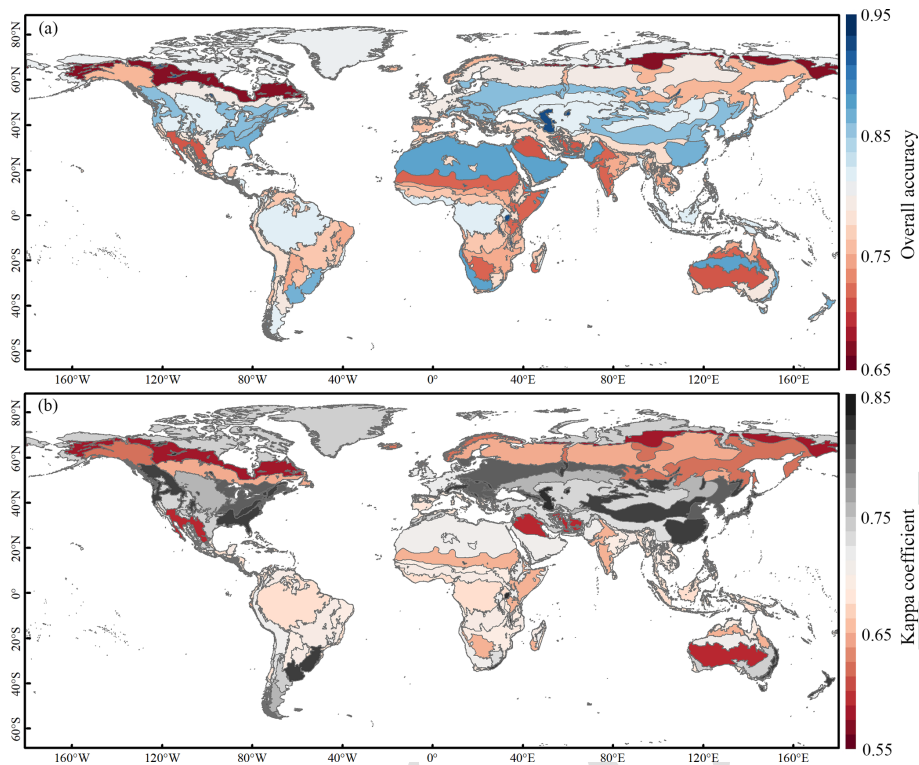 (a)
80°N
60°N
40°N
20°N
0°
20°S
40°S
60°S
160°W 120°W 80°W 40°W 0° 40°E 80°E 120°E 160°E
0.95
0.85
0.75
0.65
Overall accuracy
(b)
80°N
60°N
40°N
20°N
0°
20°S
40°S
60°S
160°W 120°W 80°W 40°W 0° 40°E 80°E 120°E 160°E
0.85
0.75
0.65
0.55
Kappa coefficient